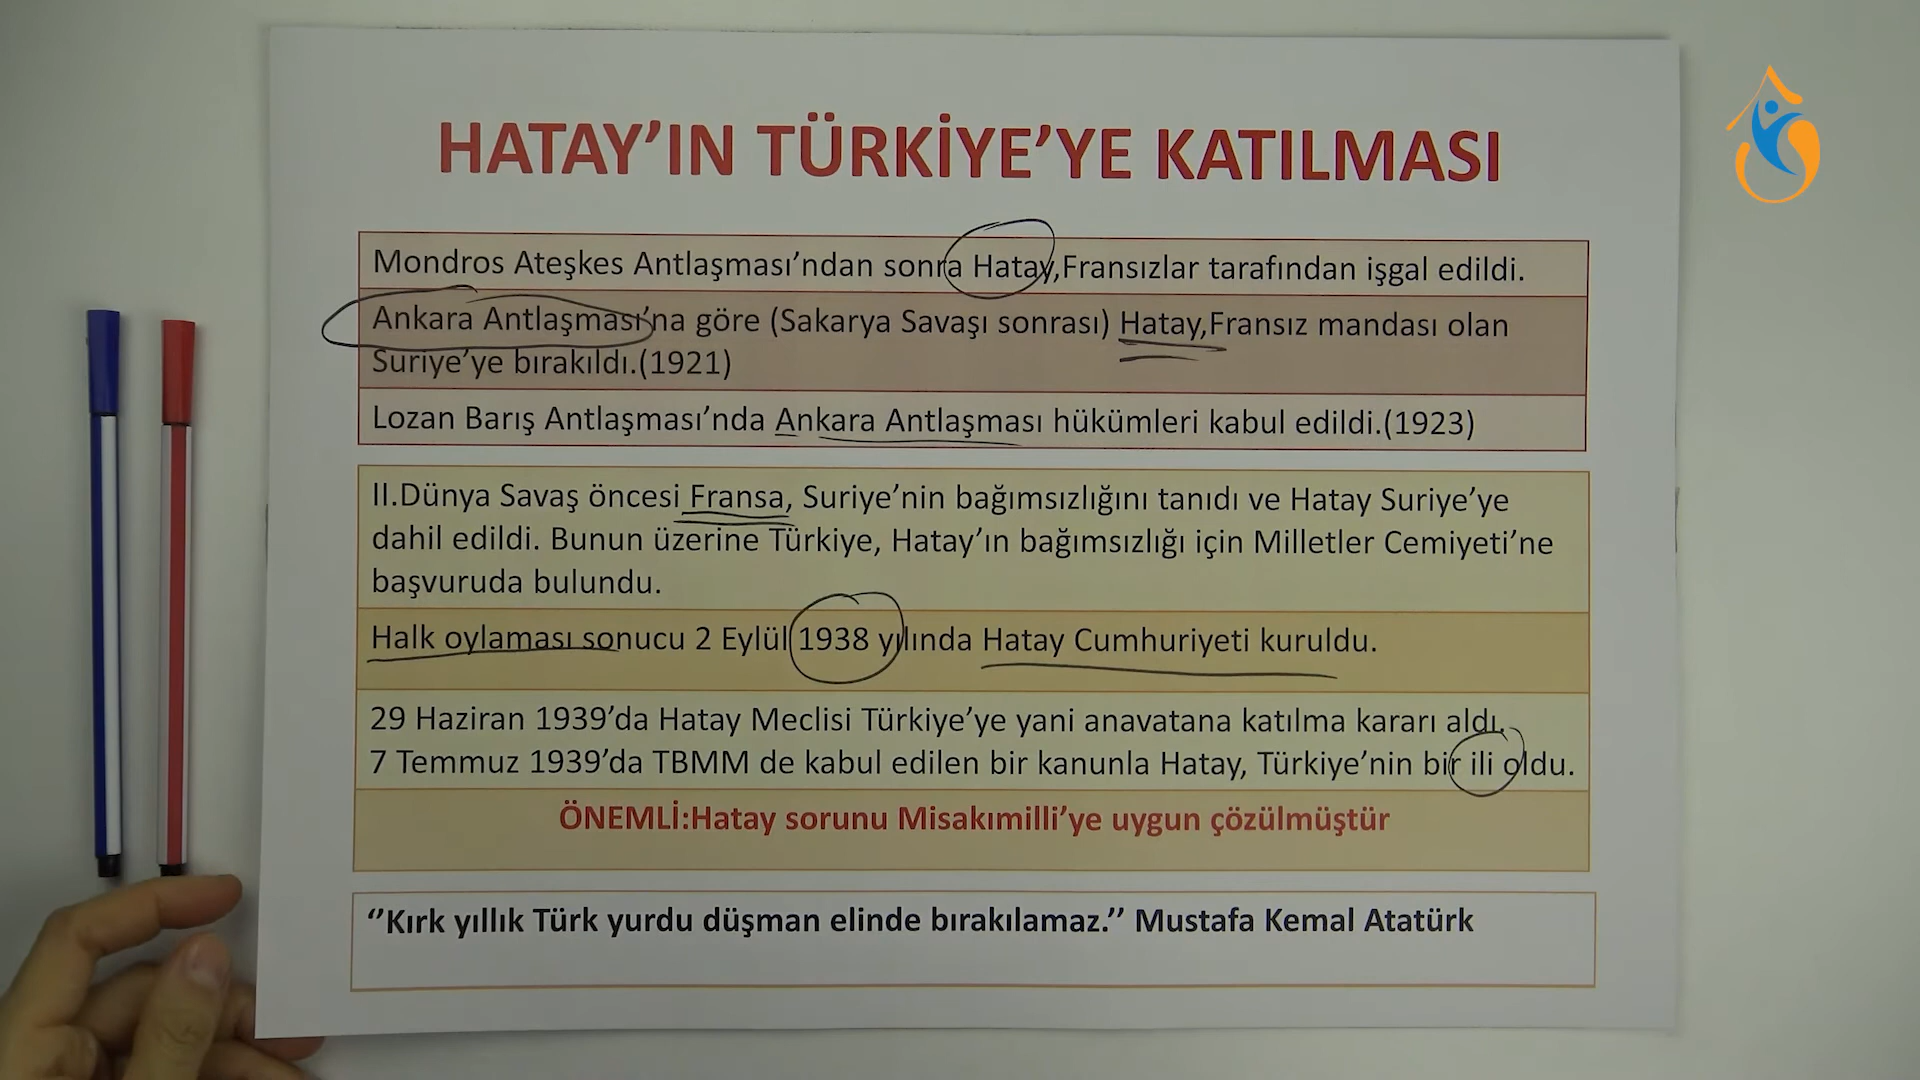 HATAY’IN TÜRKİYE’YE KATILMASI
Mondros Ateşkes Antlaşması’ndan sonra Hatay,Fransızlar tarafından işgal edildi.
Ankara Antlaşması’na göre (Sakarya Savaşı sonrası) Hatay,Fransız mandası olan
Suriye’ye bırakıldı.(1921)
Lozan Barış Antlaşması’nda Ankara Antlaşması hükümleri kabul edildi.(1923)
II.Dünya Savaş öncesi Fransa, Suriye’nin bağımsızlığını tanıdı ve Hatay Suriye’ye
dahil edildi. Bunun üzerine Türkiye, Hatay’ın bağımsızlığı için Milletler Cemiyeti’ne
başvuruda bulundu.
Halk oylaması sonucu 2 Eylül 1938 yılında Hatay Cumhuriyeti kuruldu.
29 Haziran 1939’da Hatay Meclisi Türkiye’ye yani anavatana katılma kararı aldı.
7 Temmuz 1939’da TBMM de kabul edilen bir kanunla Hatay, Türkiye’nin bir ili oldu.
ÖNEMLİ:Hatay sorunu Misakımilli’ye uygun çözülmüştür
‘’Kırk yıllık Türk yurdu düşman elinde bırakılamaz.’’ Mustafa Kemal Atatürk